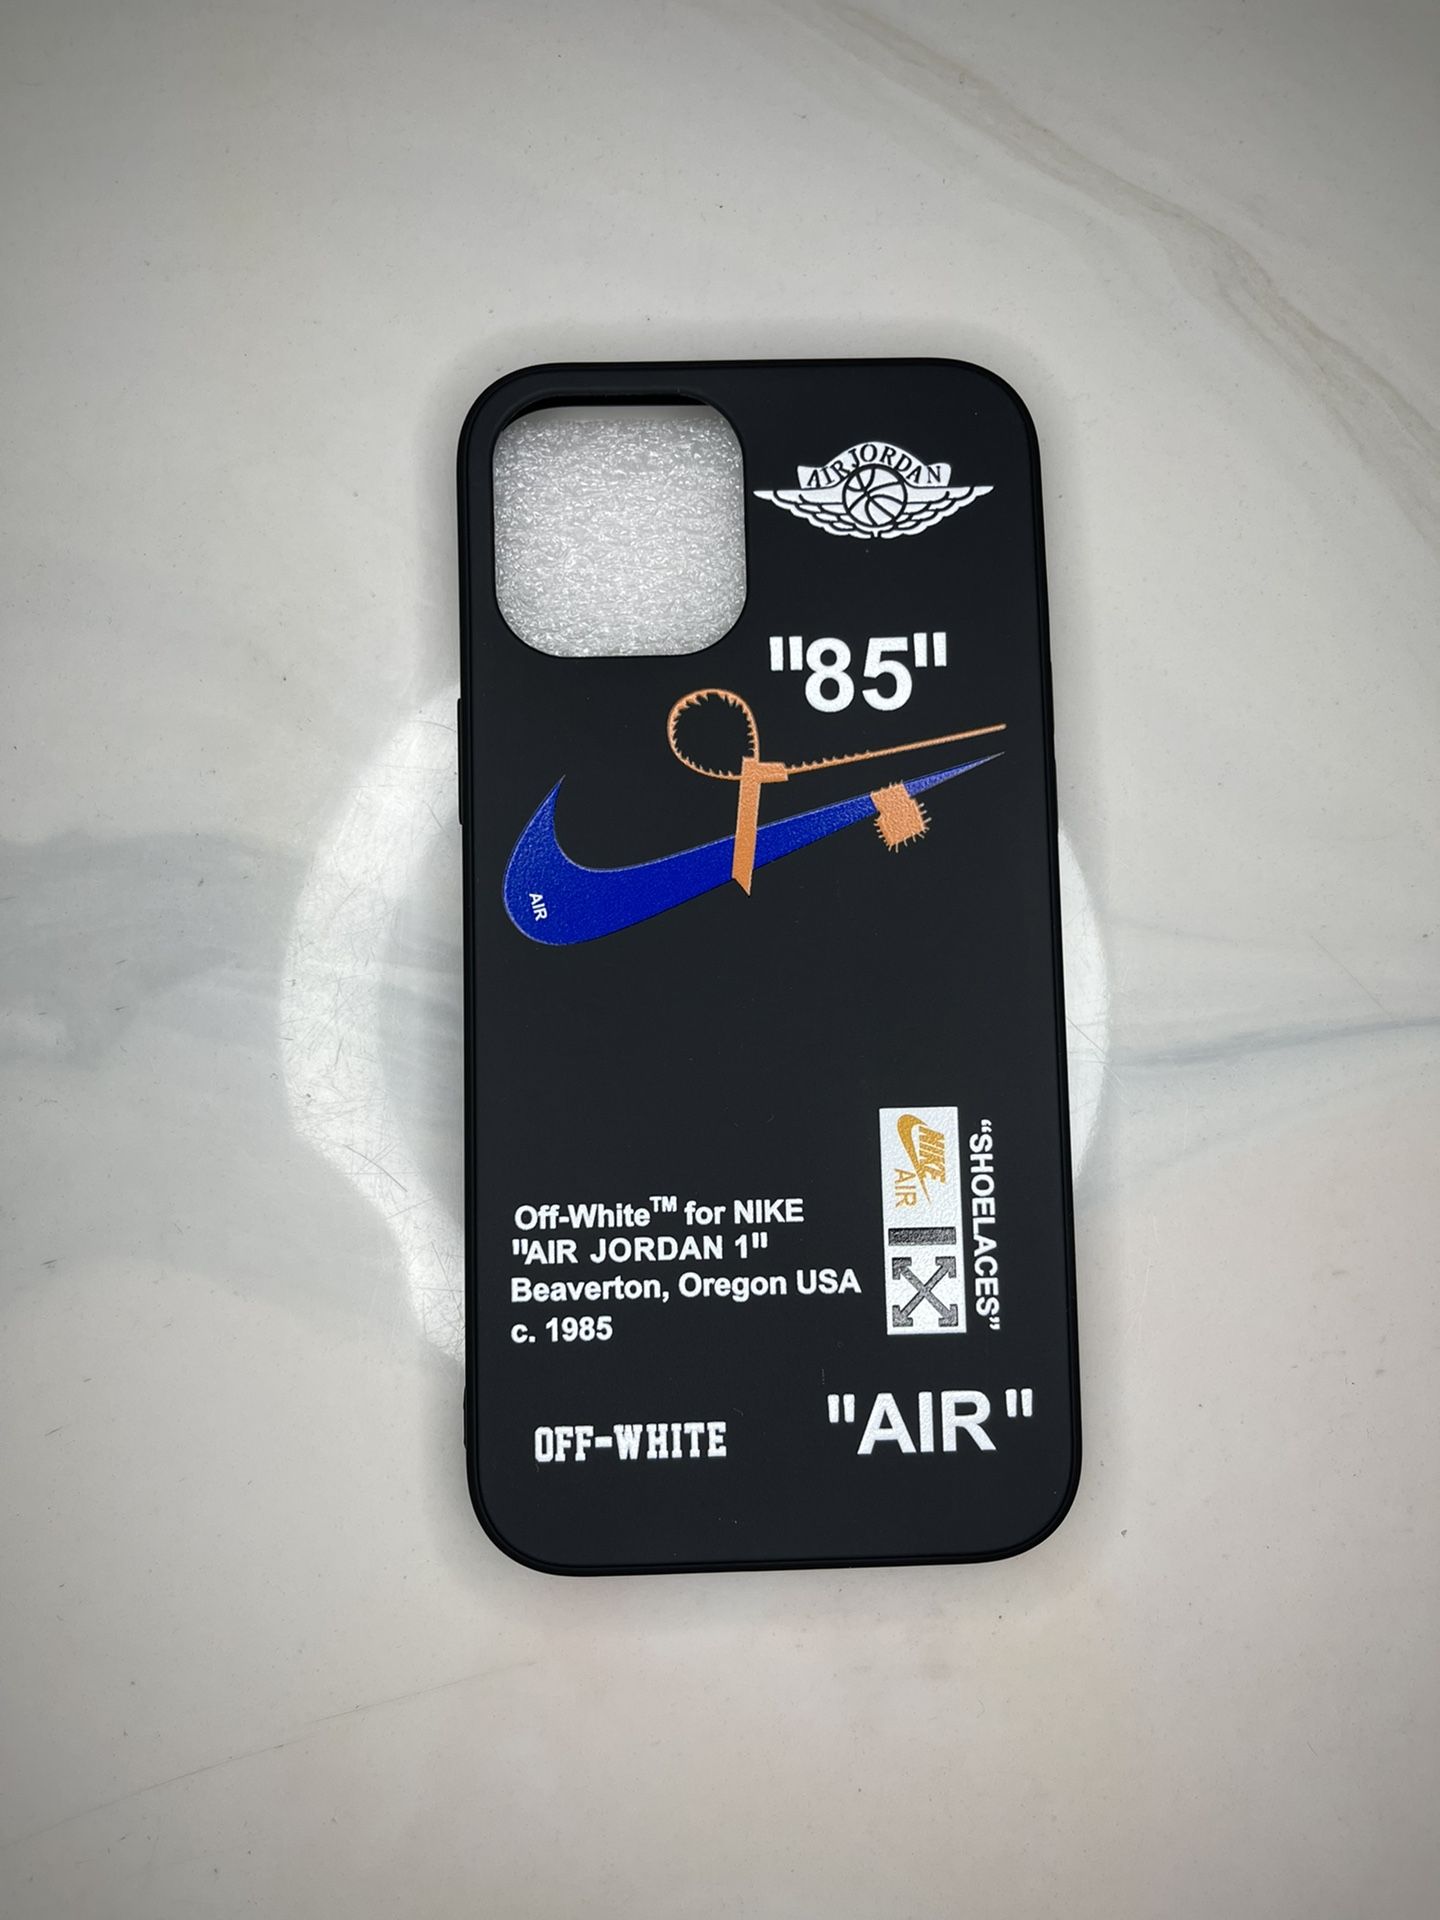 AIR JORDAN
"85"
AIR
NIKE
AIR
“SHOELACES”
Off-White™ for NIKE
"AIR JORDAN 1"
Beaverton, Oregon USA
c. 1985
OFF-WHITE
"AIR"